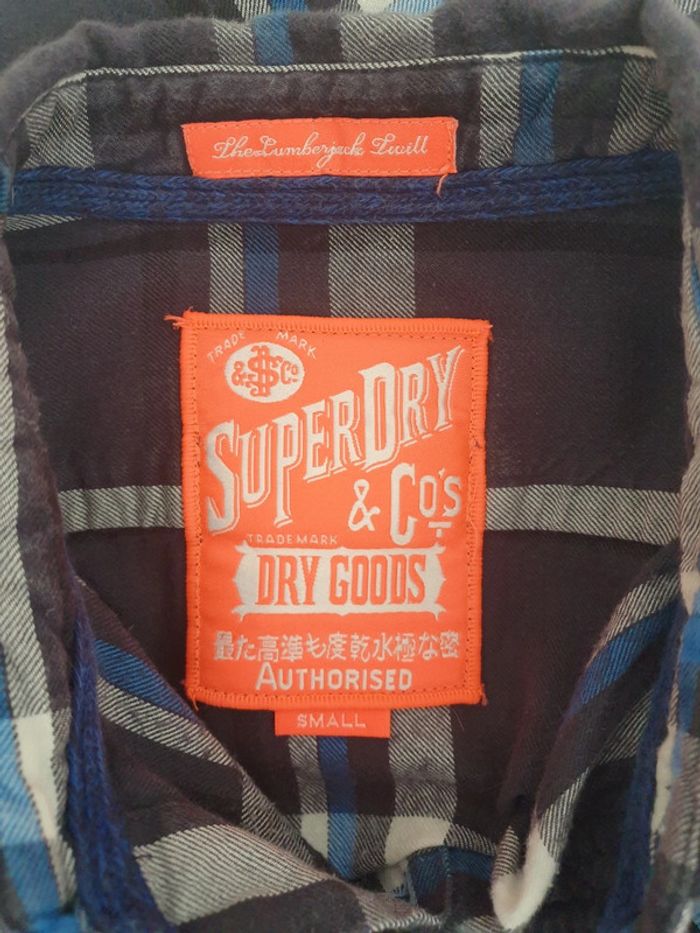 The Lumberjack Twill
TRADE MARK
& $ Co
SUPERDRY
& CO'S
TRADEMARK
DRY GOODS
最た高準も度乾水極な密
AUTHORISED
SMALL